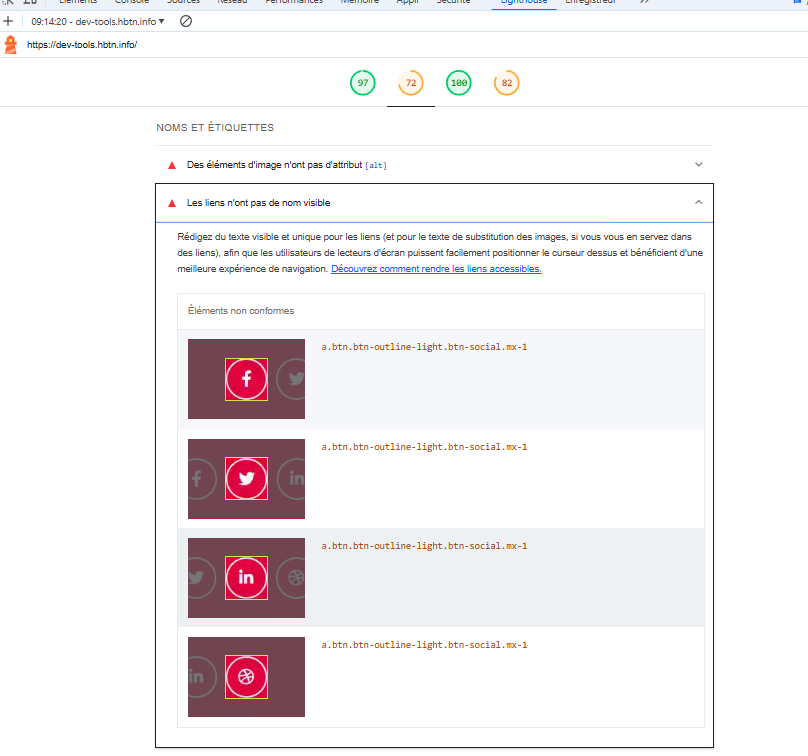 Éléments Console Sources Réseau Performances Mémoire Appli Sécurité Lighthouse Enregistreur
09:14:20 - dev-tools.hbtn.info
https://dev-tools.hbtn.info/
97 72 100 82
NOMS ET ÉTIQUETTES
Des éléments d'image n'ont pas d'attribut [alt]
Les liens n'ont pas de nom visible
Rédigez du texte visible et unique pour les liens (et pour le texte de substitution des images, si vous vous en servez dans
des liens), afin que les utilisateurs de lecteurs d'écran puissent facilement positionner le curseur dessus et bénéficient d'une
meilleure expérience de navigation. Découvrez comment rendre les liens accessibles.
Éléments non conformes
a.btn.btn-outline-light.btn-social.mx-1
a.btn.btn-outline-light.btn-social.mx-1
a.btn.btn-outline-light.btn-social.mx-1
a.btn.btn-outline-light.btn-social.mx-1